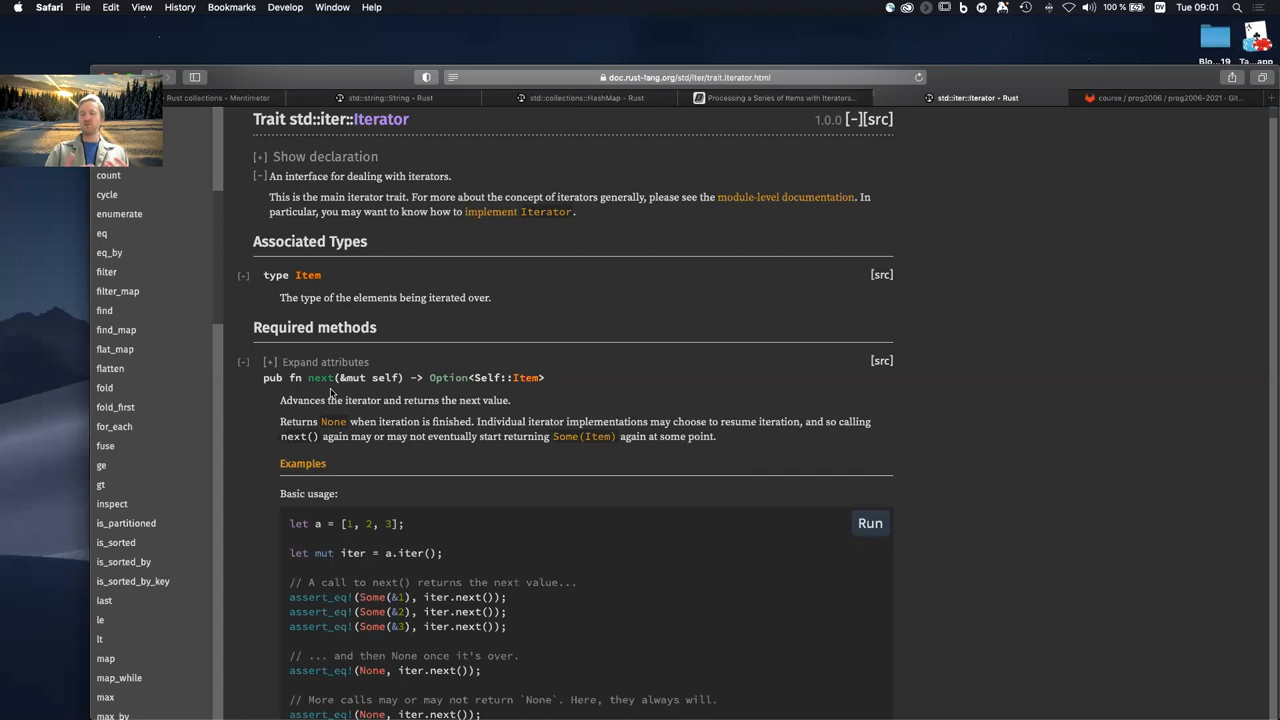 Safari File Edit View History Bookmarks Develop Window Help 100 % DV Tue 09:01
Blo...19 Ta...app
doc.rust-lang.org/std/iter/trait.Iterator.html
Rust collections - Mentimeter std::string::String - Rust std::collections::HashMap - Rust Processing a Series of Items with Iterators... std::iter::Iterator - Rust course / prog2006 / prog2006-2021 · Git...
Trait std::iter::Iterator 1.0.0 [-][src]
[+] Show declaration
[-] An interface for dealing with iterators.
This is the main iterator trait. For more about the concept of iterators generally, please see the module-level documentation. In
particular, you may want to know how to implement Iterator.
Associated Types
[-] type Item [src]
The type of the elements being iterated over.
Required methods
[-] [+] Expand attributes [src]
pub fn next(&mut self) -> Option<Self::Item>
Advances the iterator and returns the next value.
Returns None when iteration is finished. Individual iterator implementations may choose to resume iteration, and so calling
next() again may or may not eventually start returning Some(Item) again at some point.
Examples
Basic usage:
let a = [1, 2, 3];
Run
let mut iter = a.iter();
// A call to next() returns the next value...
assert_eq!(Some(&1), iter.next());
assert_eq!(Some(&2), iter.next());
assert_eq!(Some(&3), iter.next());
// ... and then None once it's over.
assert_eq!(None, iter.next());
// More calls may or may not return `None`. Here, they always will.
assert_eq!(None, iter.next());
count
cycle
enumerate
eq
eq_by
filter
filter_map
find
find_map
flat_map
flatten
fold
fold_first
for_each
fuse
ge
gt
inspect
is_partitioned
is_sorted
is_sorted_by
is_sorted_by_key
last
le
lt
map
map_while
max
max_by